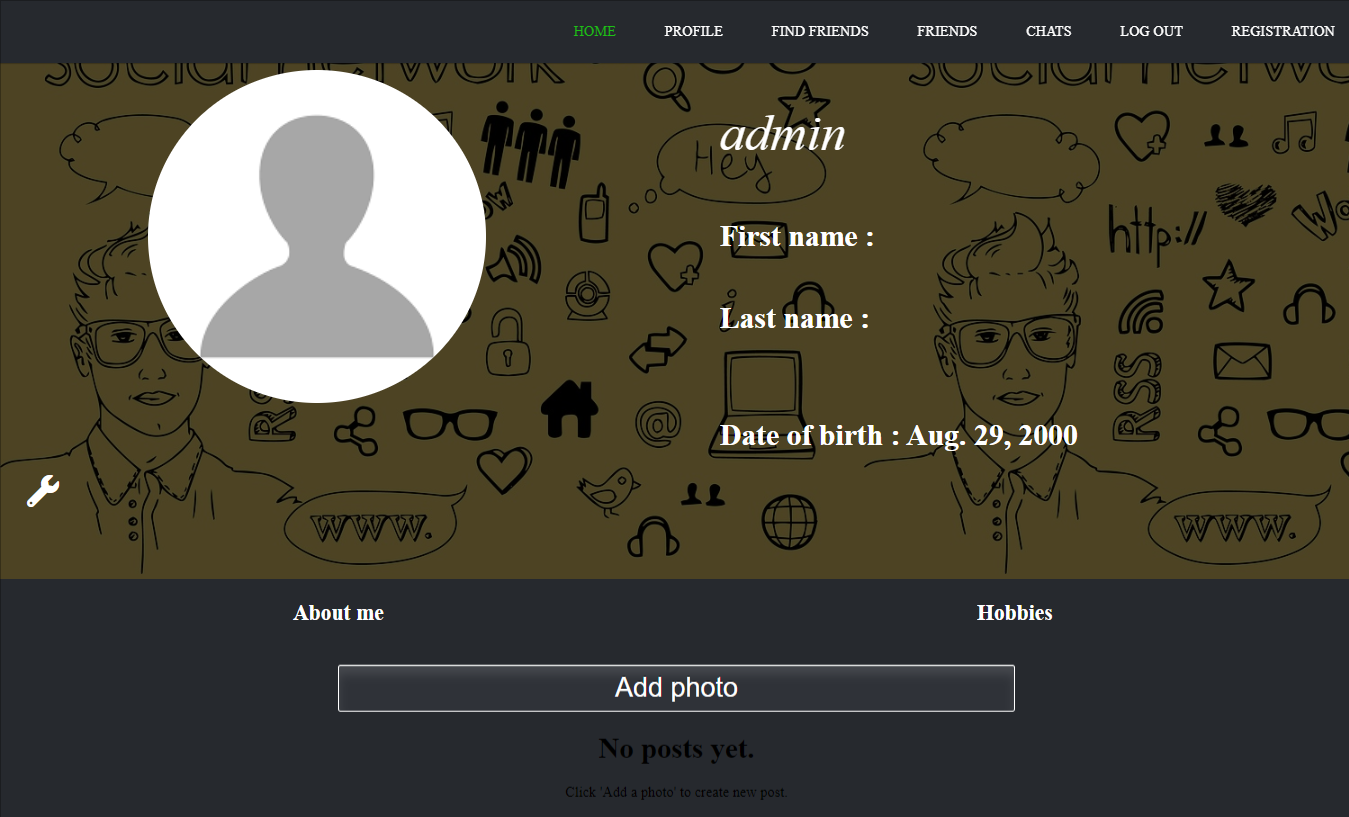 HOME PROFILE FIND FRIENDS FRIENDS CHATS LOG OUT REGISTRATION
admin
Hey
http://
First name :
Last name :
RSS
Date of birth : Aug. 29, 2000
@
www. www.
About me Hobbies
Add photo
No posts yet.
Click 'Add a photo' to create new post.